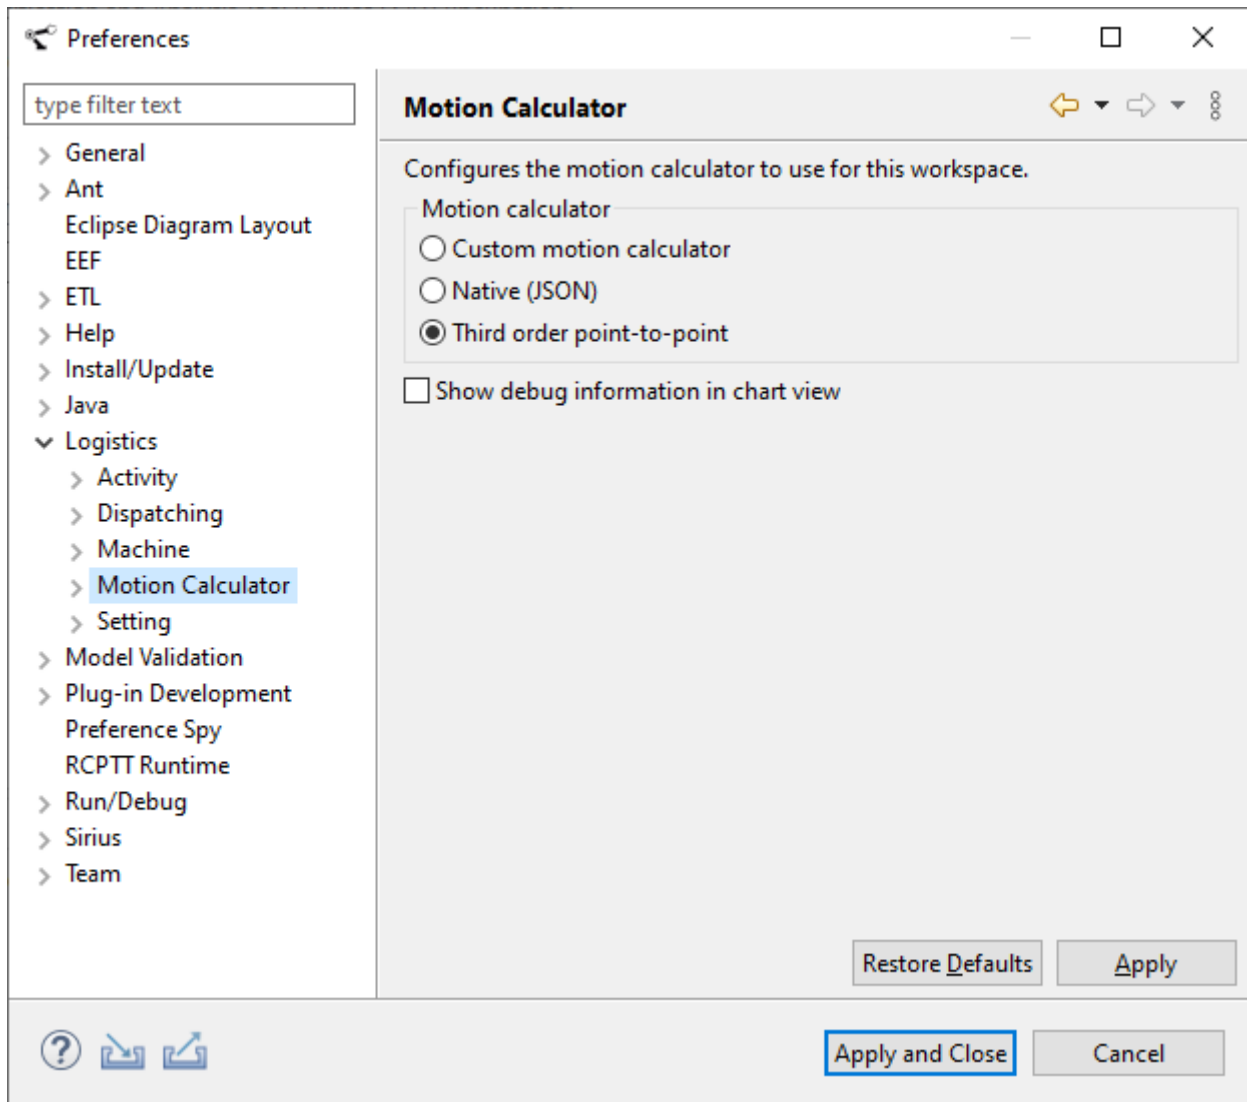 Preferences
type filter text
General
Ant
Eclipse Diagram Layout
EEF
ETL
Help
Install/Update
Java
Logistics
Activity
Dispatching
Machine
Motion Calculator
Setting
Model Validation
Plug-in Development
Preference Spy
RCPTT Runtime
Run/Debug
Sirius
Team
Motion Calculator
Configures the motion calculator to use for this workspace.
Motion calculator
Custom motion calculator
Native (JSON)
Third order point-to-point
Show debug information in chart view
Restore Defaults
Apply
?
Apply and Close
Cancel